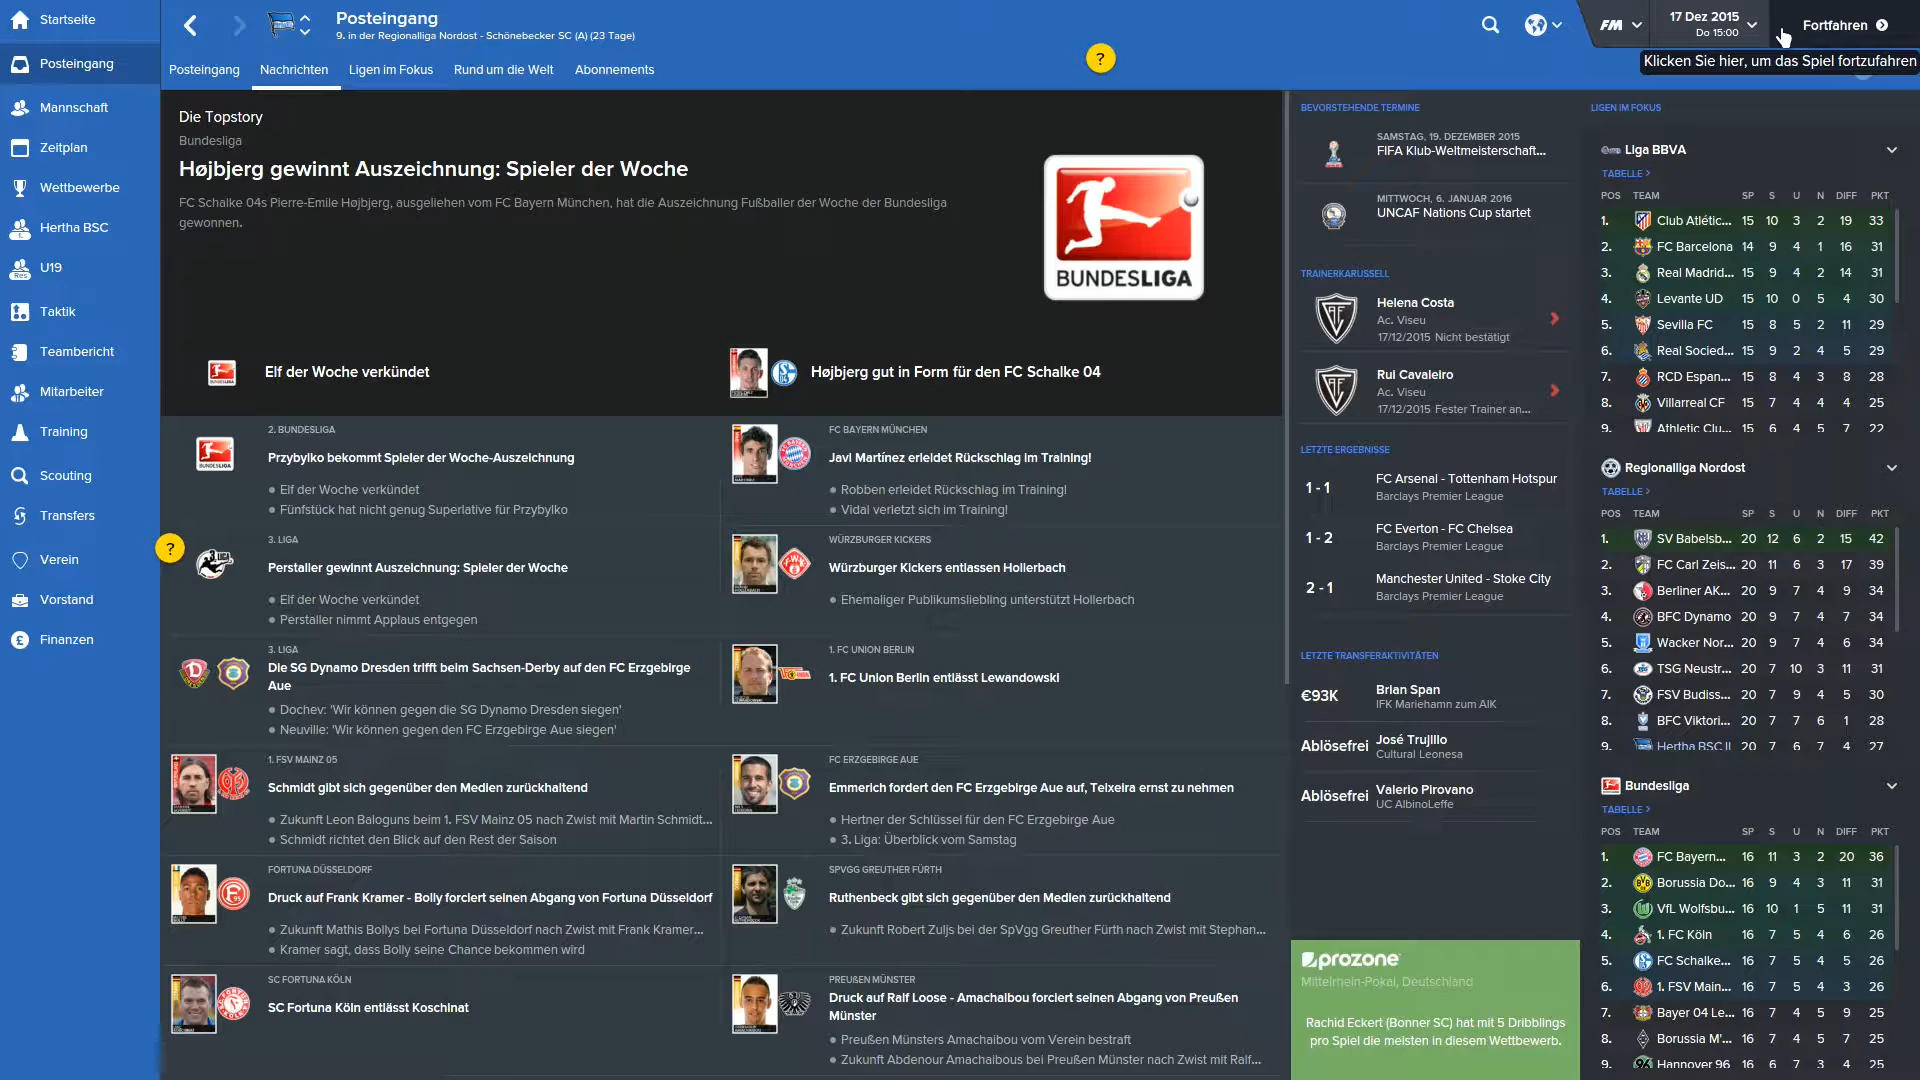 Startseite
Posteingang
Mannschaft
Zeitplan
Wettbewerbe
Hertha BSC
U19
Taktik
Teambericht
Mitarbeiter
Training
Scouting
Transfers
Verein
Vorstand
Finanzen
Posteingang
9. in der Regionalliga Nordost - Schönebecker SC (A) (23 Tage)
FM
17 Dez 2015
Do 15:00
Fortfahren
Klicken Sie hier, um das Spiel fortzufahren
Posteingang Nachrichten Ligen im Fokus Rund um die Welt Abonnements
?
?
Die Topstory
Bundesliga
Højbjerg gewinnt Auszeichnung: Spieler der Woche
FC Schalke 04s Pierre-Emile Højbjerg, ausgeliehen vom FC Bayern München, hat die Auszeichnung Fußballer der Woche der Bundesliga
gewonnen.
BUNDESLIGA
Elf der Woche verkündet
Højbjerg gut in Form für den FC Schalke 04
2. BUNDESLIGA
Przybylko bekommt Spieler der Woche-Auszeichnung
Elf der Woche verkündet
Fünfstück hat nicht genug Superlative für Przybylko
FC BAYERN MÜNCHEN
Javi Martínez erleidet Rückschlag im Training!
Robben erleidet Rückschlag im Training!
Vidal verletzt sich im Training!
3. LIGA
Perstaller gewinnt Auszeichnung: Spieler der Woche
Elf der Woche verkündet
Perstaller nimmt Applaus entgegen
WÜRZBURGER KICKERS
Würzburger Kickers entlassen Hollerbach
Ehemaliger Publikumsliebling unterstützt Hollerbach
3. LIGA
Die SG Dynamo Dresden trifft beim Sachsen-Derby auf den FC Erzgebirge
Aue
Dochev: 'Wir können gegen die SG Dynamo Dresden siegen'
Neuville: 'Wir können gegen den FC Erzgebirge Aue siegen'
1. FC UNION BERLIN
1. FC Union Berlin entlässt Lewandowski
1. FSV MAINZ 05
Schmidt gibt sich gegenüber den Medien zurückhaltend
Zukunft Leon Baloguns beim 1. FSV Mainz 05 nach Zwist mit Martin Schmidt...
Schmidt richtet den Blick auf den Rest der Saison
FC ERZGEBIRGE AUE
Emmerich fordert den FC Erzgebirge Aue auf, Teixeira ernst zu nehmen
Hertner der Schlüssel für den FC Erzgebirge Aue
3. Liga: Überblick vom Samstag
FORTUNA DÜSSELDORF
Druck auf Frank Kramer - Bolly forciert seinen Abgang von Fortuna Düsseldorf
Zukunft Mathis Bollys bei Fortuna Düsseldorf nach Zwist mit Frank Kramer...
Kramer sagt, dass Bolly seine Chance bekommen wird
SPVGG GREUTHER FÜRTH
Ruthenbeck gibt sich gegenüber den Medien zurückhaltend
Zukunft Robert Zuljs bei der SpVgg Greuther Fürth nach Zwist mit Stephan...
SC FORTUNA KÖLN
SC Fortuna Köln entlässt Koschinat
PREUßEN MÜNSTER
Druck auf Ralf Loose - Amachaibou forciert seinen Abgang von Preußen
Münster
Preußen Münsters Amachaibou vom Verein bestraft
Zukunft Abdenour Amachaibous bei Preußen Münster nach Zwist mit Ralf...
BEVORSTEHENDE TERMINE
SAMSTAG, 19. DEZEMBER 2015
FIFA Klub-Weltmeisterschaft...
MITTWOCH, 6. JANUAR 2016
UNCAF Nations Cup startet
TRAINERKARUSSELL
Helena Costa
Ac. Viseu
17/12/2015 Nicht bestätigt
Rui Cavaleiro
Ac. Viseu
17/12/2015 Fester Trainer an...
LETZTE ERGEBNISSE
1 - 1 FC Arsenal - Tottenham Hotspur
Barclays Premier League
1 - 2 FC Everton - FC Chelsea
Barclays Premier League
2 - 1 Manchester United - Stoke City
Barclays Premier League
LETZTE TRANSFERAKTIVITÄTEN
€93K Brian Span
IFK Mariehamn zum AIK
Ablösefrei José Trujillo
Cultural Leonesa
Ablösefrei Valerio Pirovano
UC AlbinoLeffe
prozone
Mittelrhein-Pokal, Deutschland
Rachid Eckert (Bonner SC) hat mit 5 Dribblings
pro Spiel die meisten in diesem Wettbewerb.
LIGEN IM FOKUS
Liga BBVA
TABELLE >
POS TEAM SP S U N DIFF PKT
1. Club Atlétic... 15 10 3 2 19 33
2. FC Barcelona 14 9 4 1 16 31
3. Real Madrid... 15 9 4 2 14 31
4. Levante UD 15 10 0 5 4 30
5. Sevilla FC 15 8 5 2 11 29
6. Real Socied... 15 9 2 4 5 29
7. RCD Espan... 15 8 4 3 8 28
8. Villarreal CF 15 7 4 4 4 25
9. Athletic Clu... 15 6 4 5 7 22
Regionalliga Nordost
TABELLE >
POS TEAM SP S U N DIFF PKT
1. SV Babelsb... 20 12 6 2 15 42
2. FC Carl Zeis... 20 11 6 3 17 39
3. Berliner AK... 20 9 7 4 9 34
4. BFC Dynamo 20 9 7 4 7 34
5. Wacker Nor... 20 9 7 4 6 34
6. TSG Neustr... 20 7 10 3 11 31
7. FSV Budiss... 20 7 9 4 5 30
8. BFC Viktori... 20 7 7 6 1 28
9. Hertha BSC II 20 7 6 7 4 27
Bundesliga
TABELLE >
POS TEAM SP S U N DIFF PKT
1. FC Bayern... 16 11 3 2 20 36
2. Borussia Do... 16 9 4 3 11 31
3. VfL Wolfsbu... 16 10 1 5 11 31
4. 1. FC Köln 16 7 5 4 6 26
5. FC Schalke... 16 7 5 4 5 26
6. 1. FSV Main... 16 7 5 4 3 26
7. Bayer 04 Le... 16 7 4 5 9 25
8. Borussia M'... 16 7 4 5 7 25
9. Hannover 96 16 6 7 3 4 25